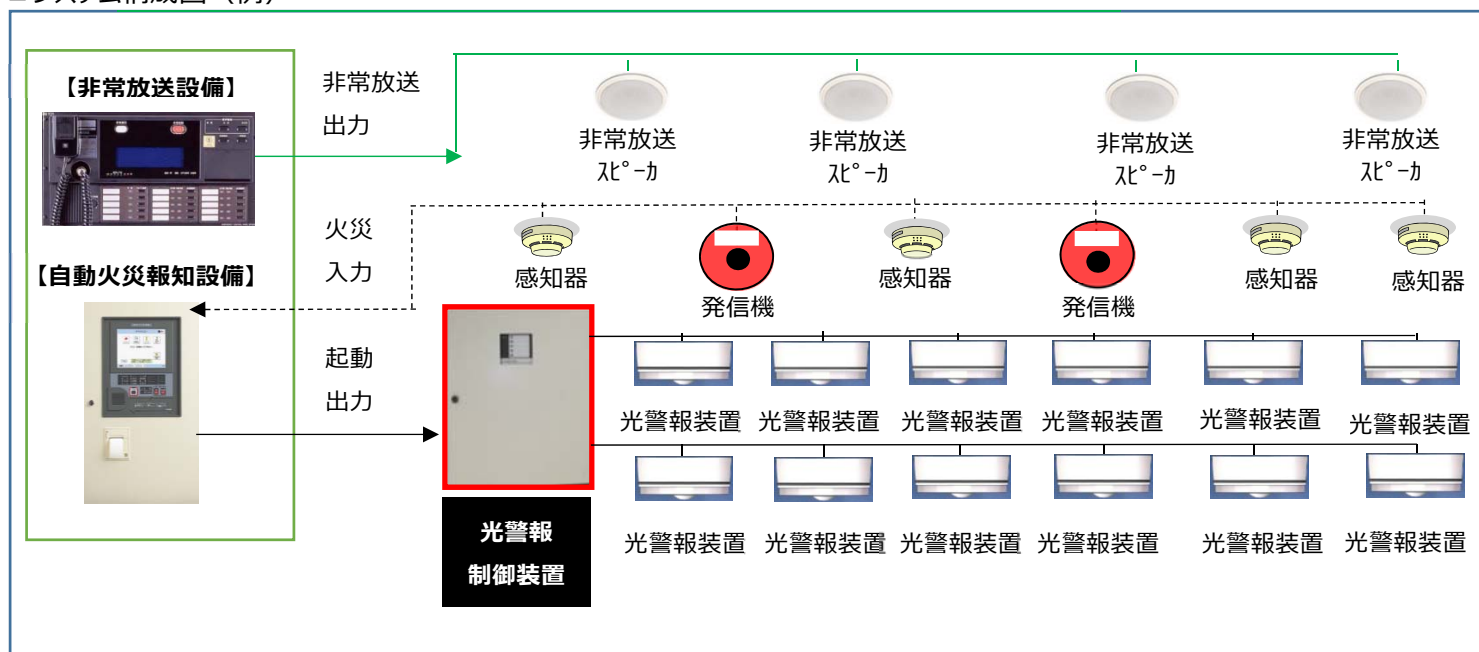 【非常放送設備】
非常放送
出力
非常放送
ｽﾋﾟｰｶ
非常放送
ｽﾋﾟｰｶ
非常放送
ｽﾋﾟｰｶ
非常放送
ｽﾋﾟｰｶ
火災
入力
【自動火災報知設備】
感知器
発信機
感知器
発信機
感知器
感知器
起動
出力
光警報装置
光警報装置
光警報装置
光警報装置
光警報装置
光警報装置
光警報装置
光警報装置
光警報装置
光警報装置
光警報装置
光警報装置
光警報
制御装置